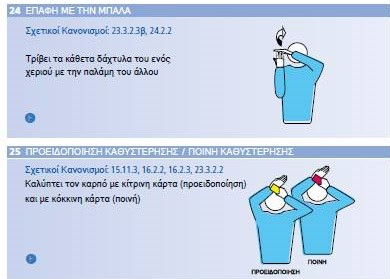 24 ΕΠΑΦΗ ΜΕ ΤΗΝ ΜΠΑΛΑ
Σχετικοί Κανονισμοί: 23.3.2.3β, 24.2.2
Τρίβει τα κάθετα δάχτυλα του ενός
χεριού με την παλάμη του άλλου
25 ΠΡΟΕΙΔΟΠΟΙΗΣΗ ΚΑΘΥΣΤΕΡΗΣΗΣ / ΠΟΙΝΗ ΚΑΘΥΣΤΕΡΗΣΗΣ
Σχετικοί Κανονισμοί: 15.11.3, 16.2.2, 16.2.3, 23.3.2.2
Καλύπτει τον καρπό με κίτρινη κάρτα (προειδοποίηση)
και με κόκκινη κάρτα (ποινή)
ΠΟΙΝΗ
ΠΡΟΕΙΔΟΠΟΙΗΣΗ